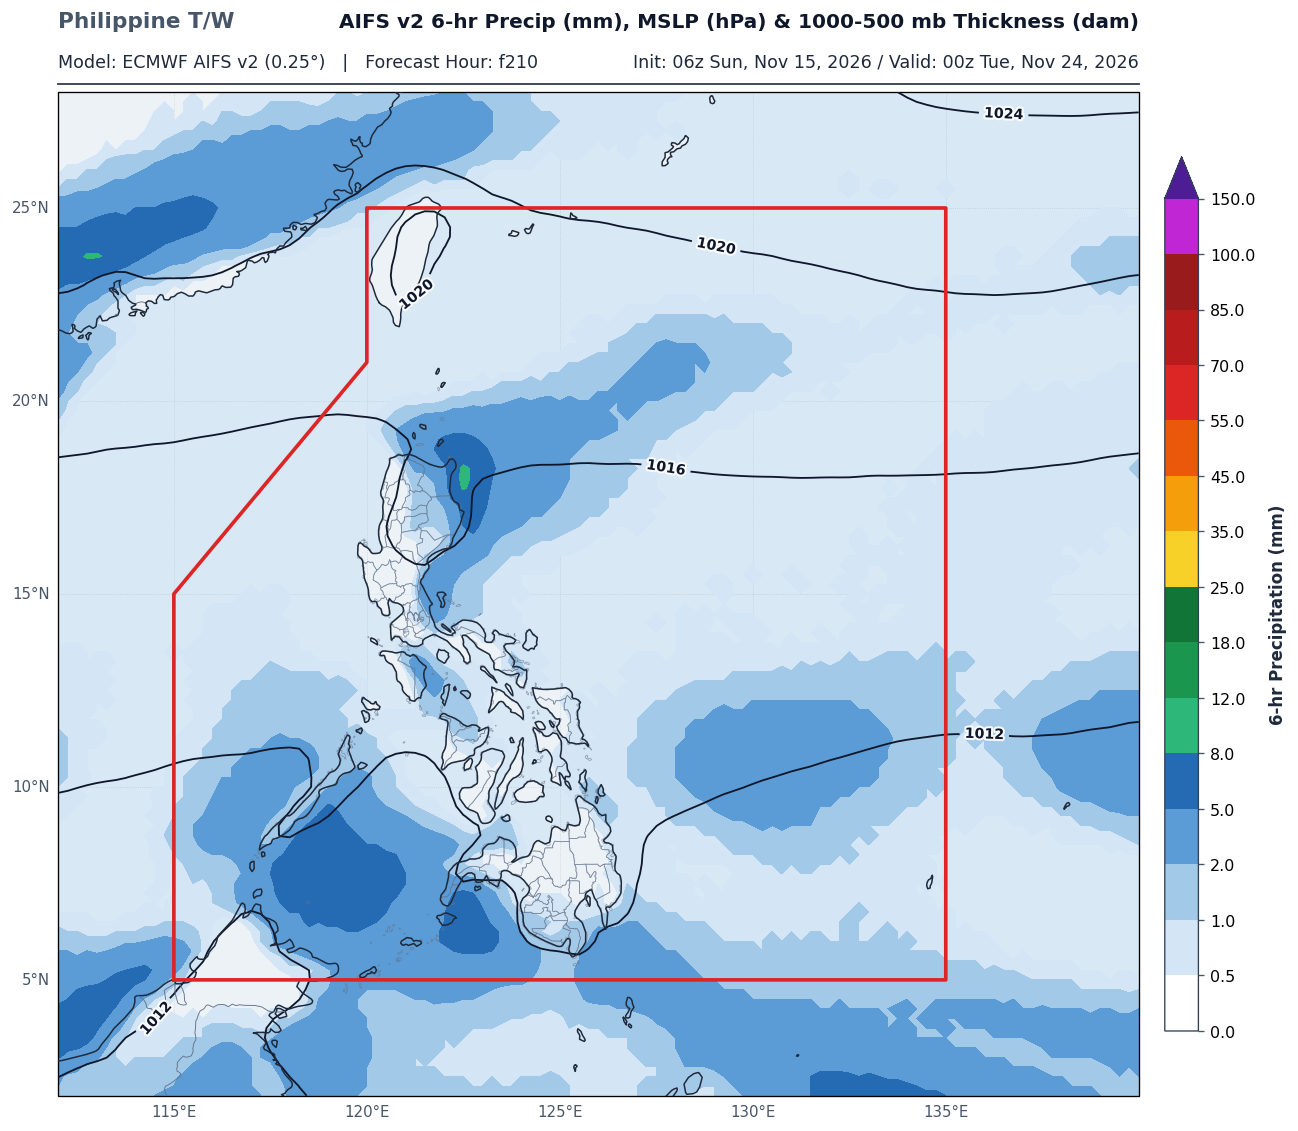 Philippine T/W
AIFS v2 6-hr Precip (mm), MSLP (hPa) & 1000-500 mb Thickness (dam)
Model: ECMWF AIFS v2 (0.25°) | Forecast Hour: f210
Init: 06z Sun, Nov 15, 2026 / Valid: 00z Tue, Nov 24, 2026
1024
25°N
1020
1020
20°N
1016
15°N
1012
10°N
5°N
1012
115°E
120°E
125°E
130°E
135°E
150.0
100.0
85.0
70.0
55.0
45.0
35.0
25.0
18.0
12.0
8.0
5.0
2.0
1.0
0.5
0.0
6-hr Precipitation (mm)